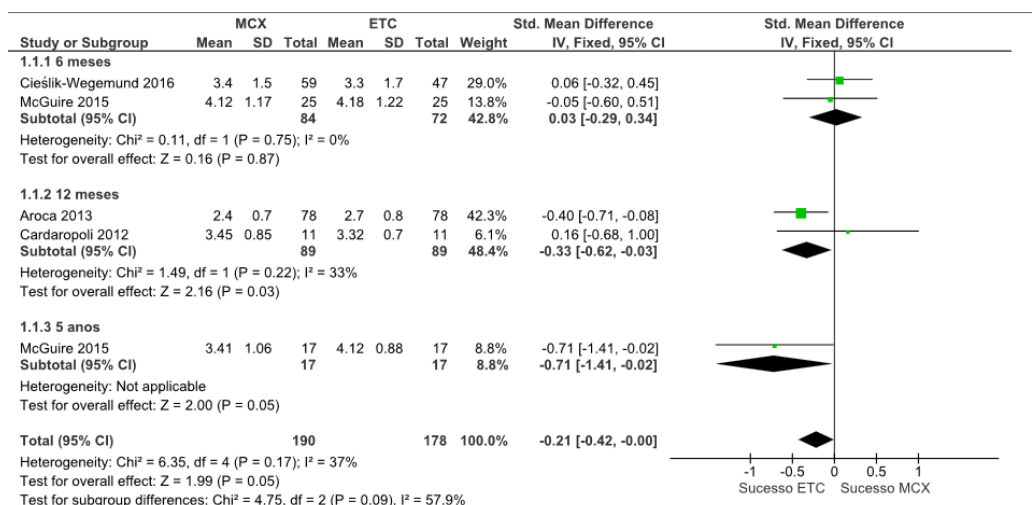 MCX ETC Std. Mean Difference Std. Mean Difference
Study or Subgroup Mean SD Total Mean SD Total Weight IV, Fixed, 95% CI IV, Fixed, 95% CI
1.1.1 6 meses
Cieślik-Wegemund 2016 3.4 1.5 59 3.3 1.7 47 29.0% 0.06 [-0.32, 0.45]
McGuire 2015 4.12 1.17 25 4.18 1.22 25 13.8% -0.05 [-0.60, 0.51]
Subtotal (95% CI) 84 72 42.8% 0.03 [-0.29, 0.34]
Heterogeneity: Chi² = 0.11, df = 1 (P = 0.75); I² = 0%
Test for overall effect: Z = 0.16 (P = 0.87)
1.1.2 12 meses
Aroca 2013 2.4 0.7 78 2.7 0.8 78 42.3% -0.40 [-0.71, -0.08]
Cardaropoli 2012 3.45 0.85 11 3.32 0.7 11 6.1% 0.16 [-0.68, 1.00]
Subtotal (95% CI) 89 89 48.4% -0.33 [-0.62, -0.03]
Heterogeneity: Chi² = 1.49, df = 1 (P = 0.22); I² = 33%
Test for overall effect: Z = 2.16 (P = 0.03)
1.1.3 5 anos
McGuire 2015 3.41 1.06 17 4.12 0.88 17 8.8% -0.71 [-1.41, -0.02]
Subtotal (95% CI) 17 17 8.8% -0.71 [-1.41, -0.02]
Heterogeneity: Not applicable
Test for overall effect: Z = 2.00 (P = 0.05)
Total (95% CI) 190 178 100.0% -0.21 [-0.42, -0.00]
Heterogeneity: Chi² = 6.35, df = 4 (P = 0.17); I² = 37%
Test for overall effect: Z = 1.99 (P = 0.05)
Test for subgroup differences: Chi² = 4.75, df = 2 (P = 0.09), I² = 57.9%
-1 -0.5 0 0.5 1
Sucesso ETC Sucesso MCX